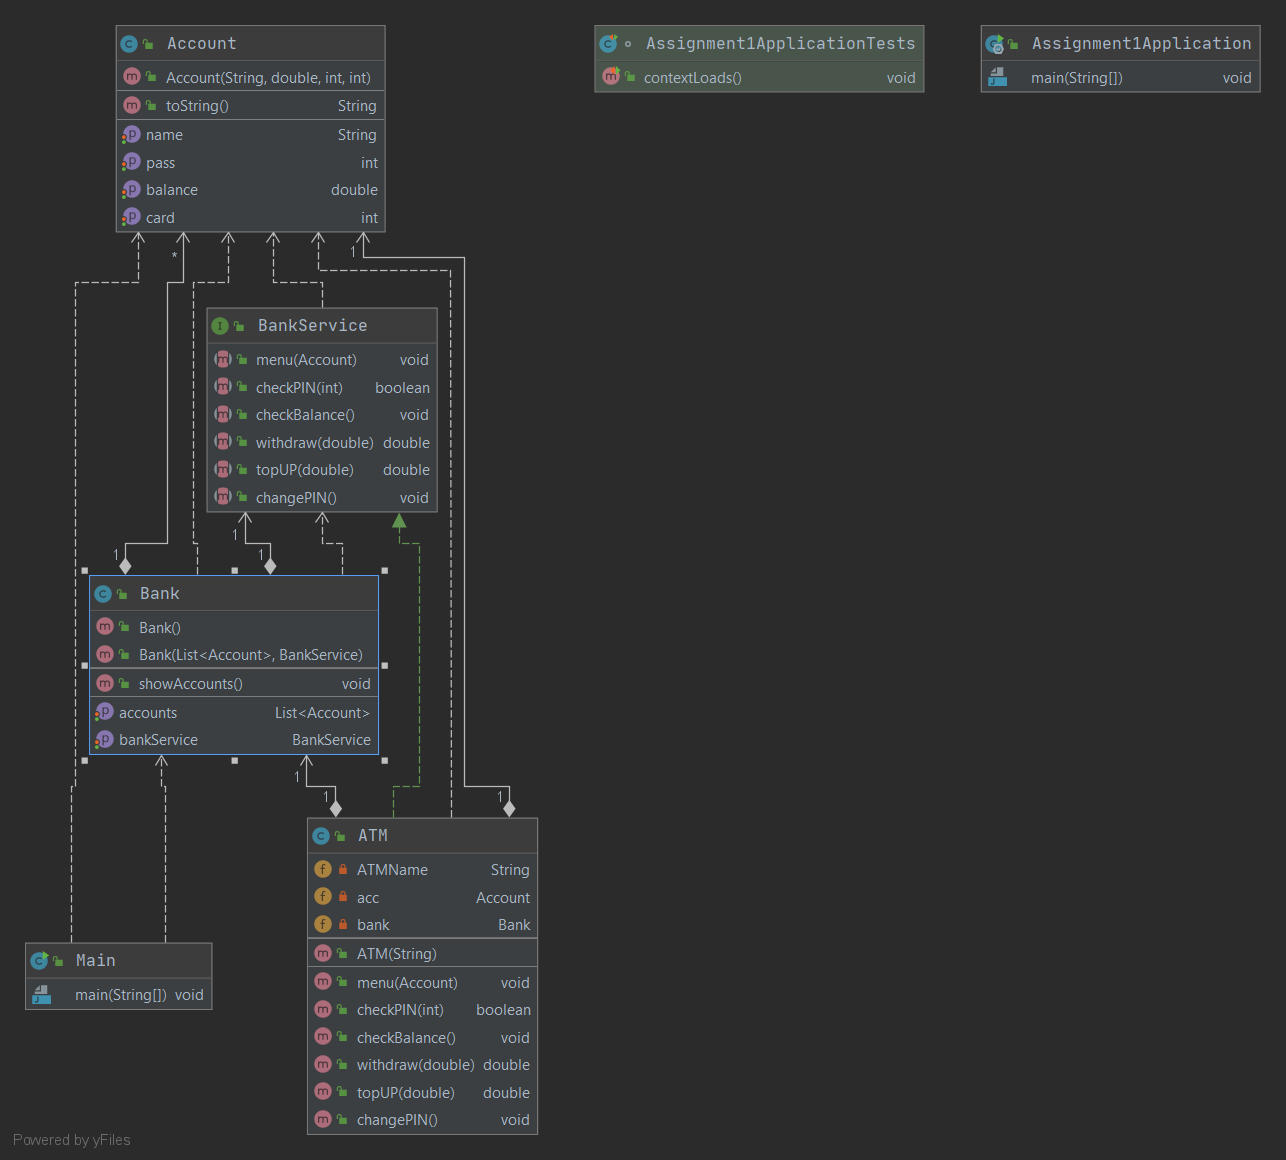 Account
Account(String, double, int, int)
toString() String
name String
pass int
balance double
card int
Assignment1ApplicationTests
contextLoads() void
Assignment1Application
main(String[]) void
*
1
BankService
menu(Account) void
checkPIN(int) boolean
checkBalance() void
withdraw(double) double
topUP(double) double
changePIN() void
1
1
1
Bank
Bank()
Bank(List<Account>, BankService)
showAccounts() void
accounts List<Account>
bankService BankService
1
1
1
ATM
ATMName String
acc Account
bank Bank
ATM(String)
menu(Account) void
checkPIN(int) boolean
checkBalance() void
withdraw(double) double
topUP(double) double
changePIN() void
Main
main(String[]) void
Powered by yFiles